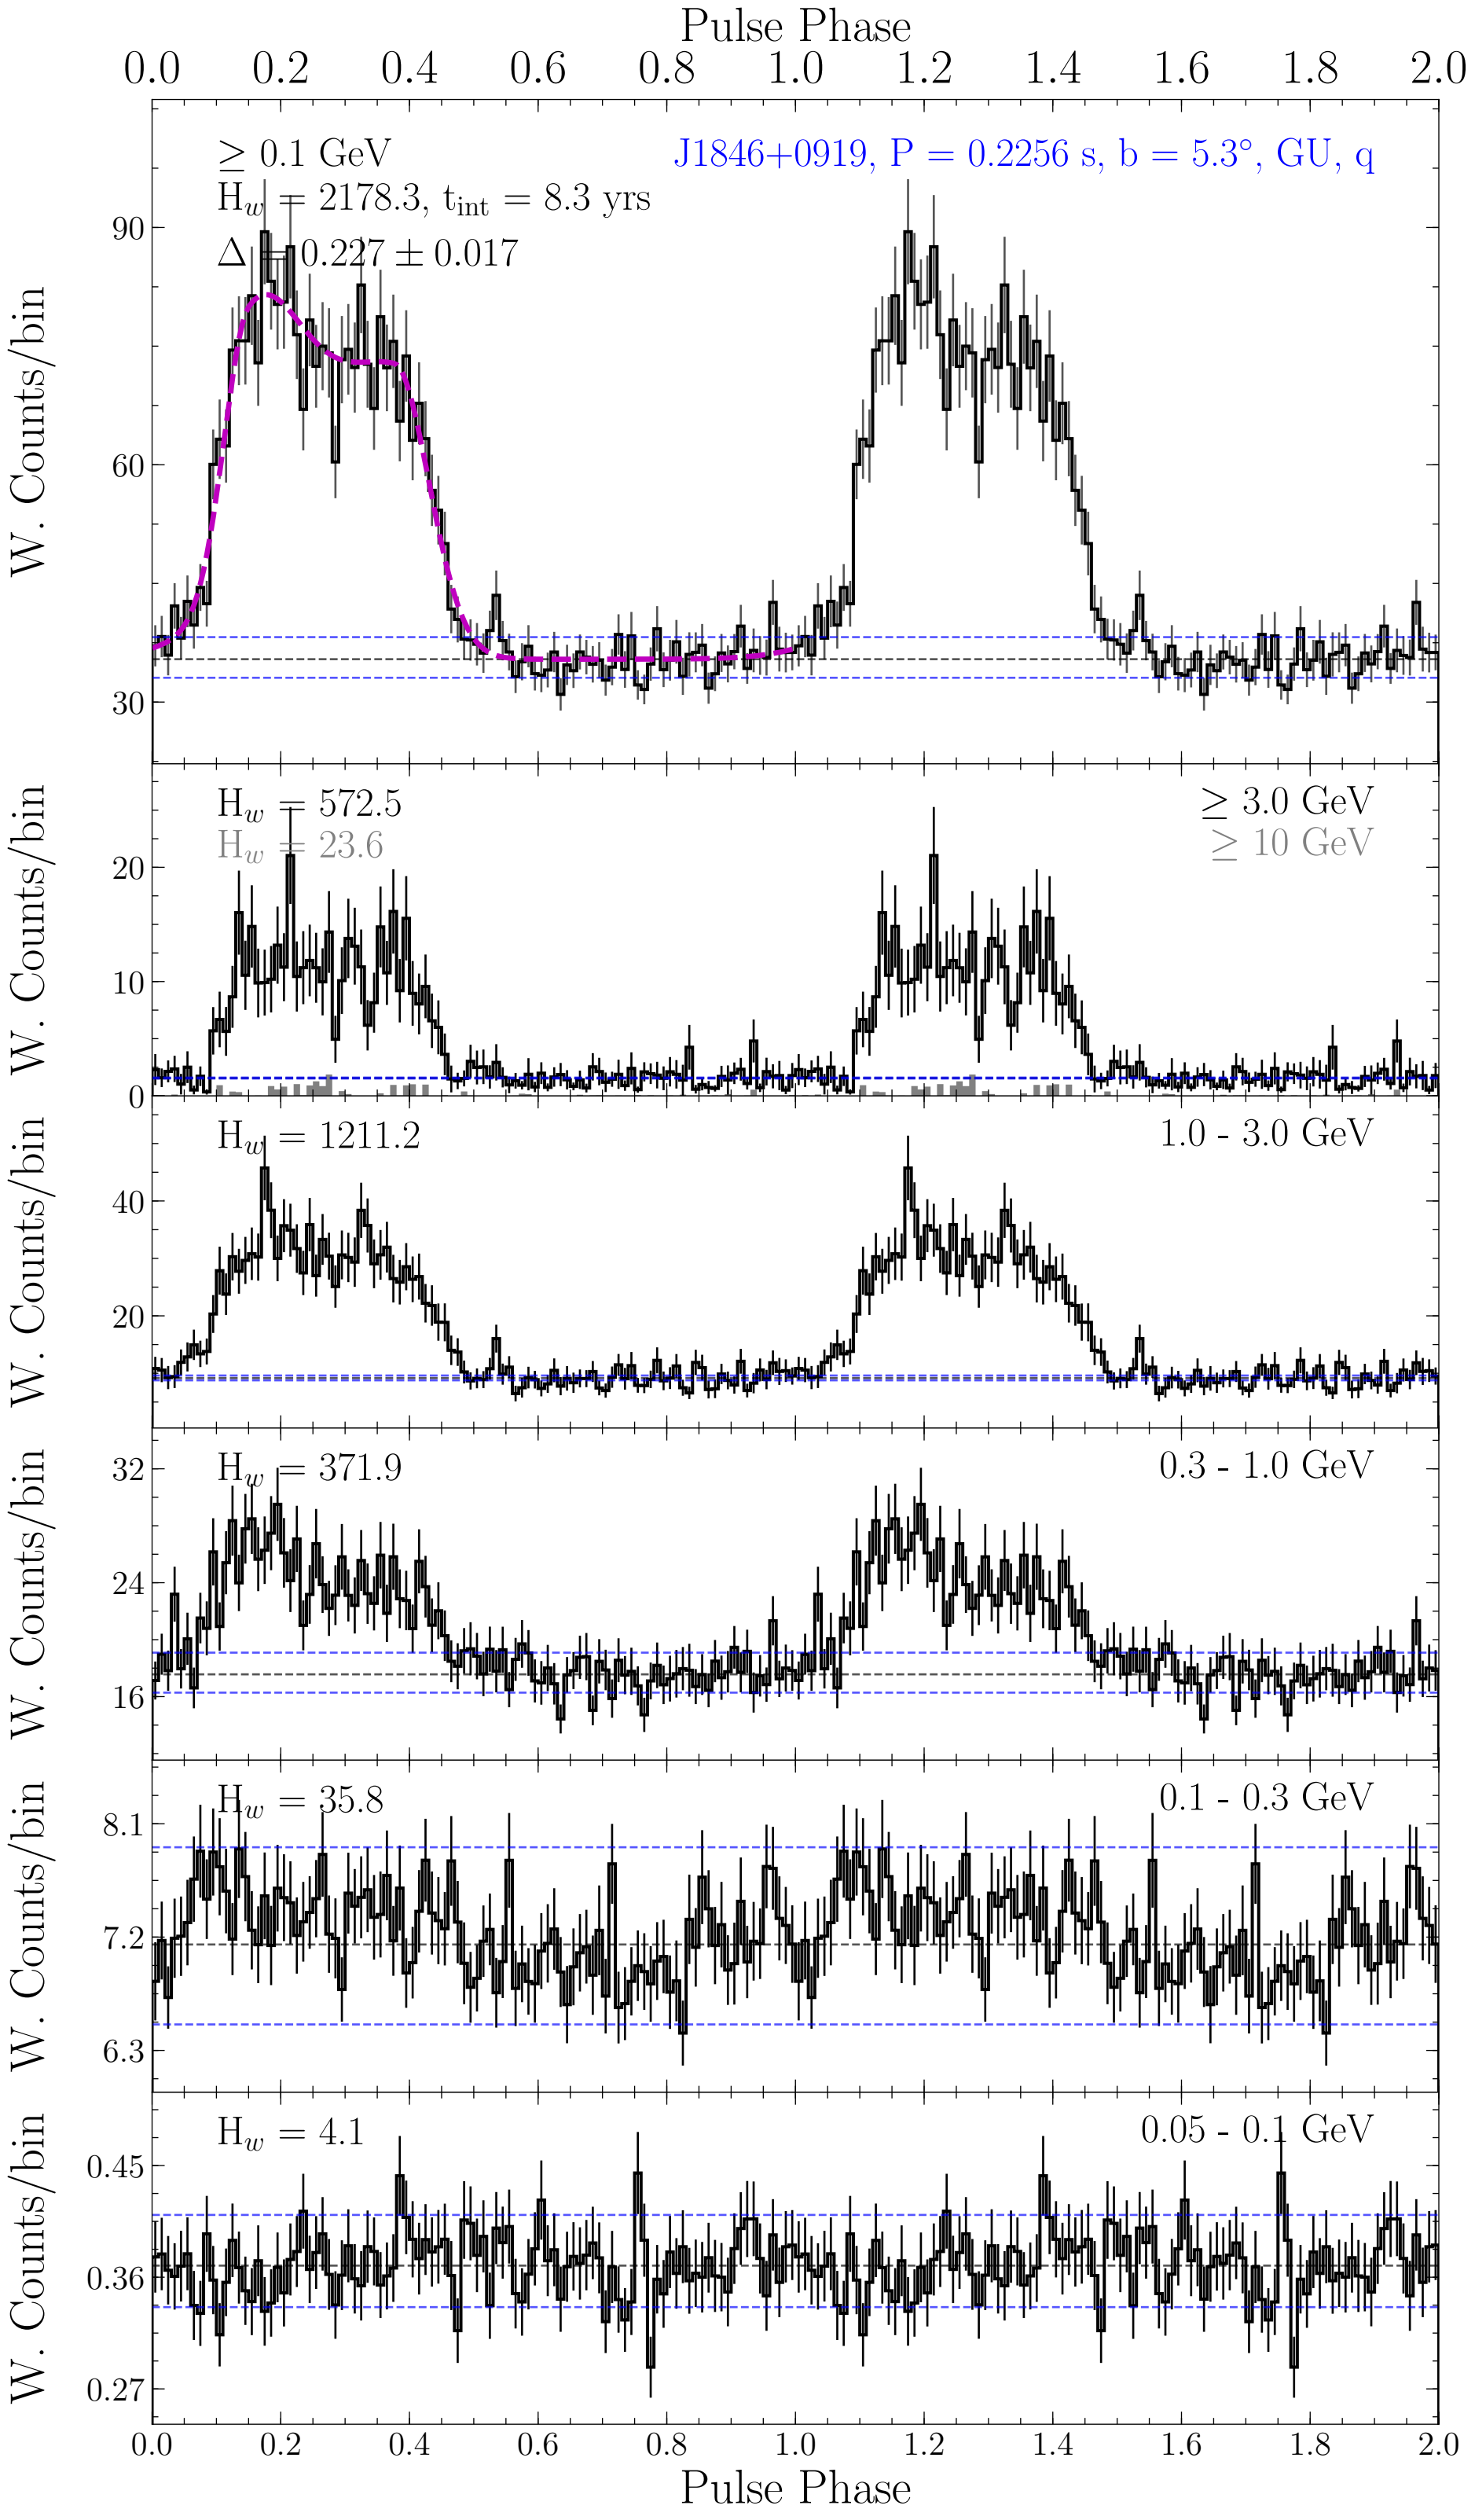 Pulse Phase
0.0 0.2 0.4 0.6 0.8 1.0 1.2 1.4 1.6 1.8 2.0
≥ 0.1 GeV
J1846+0919, P = 0.2256 s, b = 5.3°, GU, q
H_w = 2178.3, t_int = 8.3 yrs
Δ = 0.227 ± 0.017
90
60
30
W. Counts/bin
H_w = 572.5
≥ 3.0 GeV
H_w = 23.6
≥ 10 GeV
20
10
0
W. Counts/bin
H_w = 1211.2
1.0 - 3.0 GeV
40
20
W. Counts/bin
H_w = 371.9
0.3 - 1.0 GeV
32
24
16
W. Counts/bin
H_w = 35.8
0.1 - 0.3 GeV
8.1
7.2
6.3
W. Counts/bin
H_w = 4.1
0.05 - 0.1 GeV
0.45
0.36
0.27
W. Counts/bin
0.0 0.2 0.4 0.6 0.8 1.0 1.2 1.4 1.6 1.8 2.0
Pulse Phase